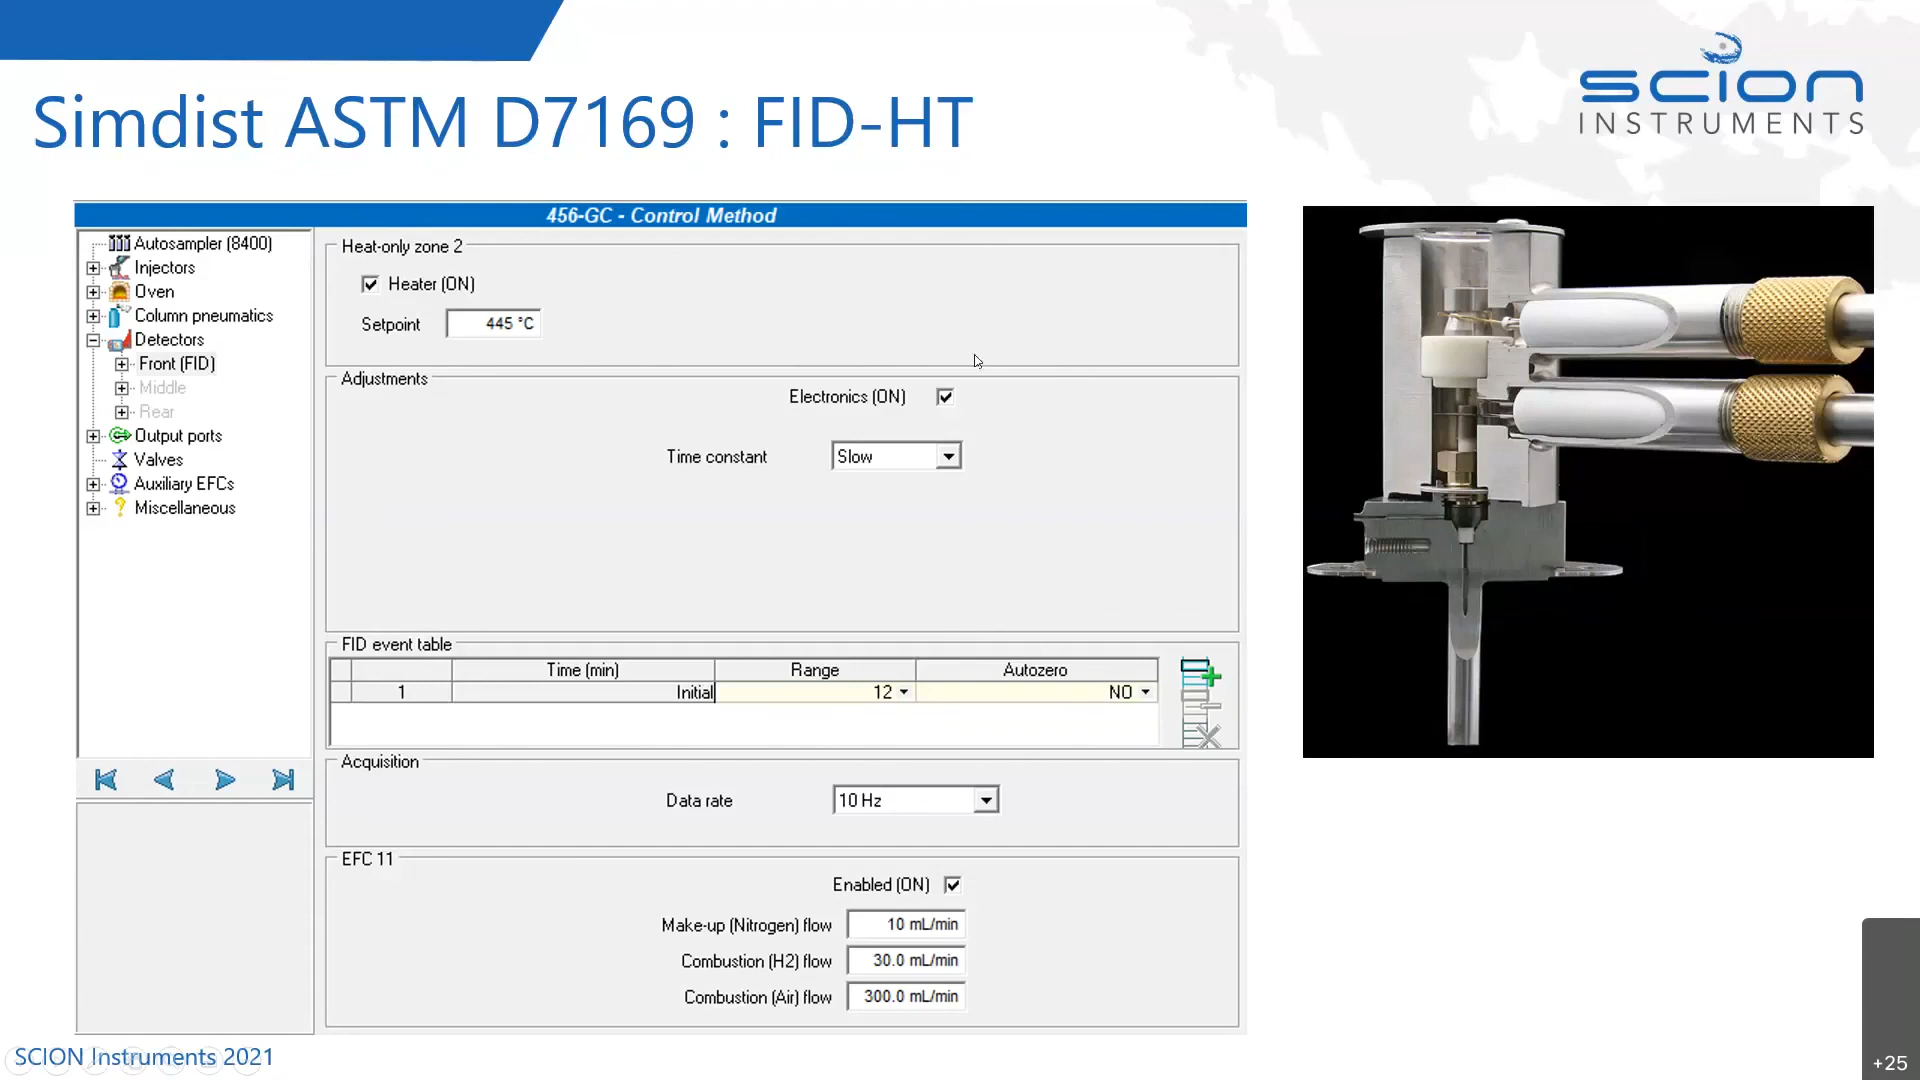 scion
INSTRUMENTS
Simdist ASTM D7169 : FID-HT
456-GC - Control Method
Autosampler (8400)
Injectors
Oven
Column pneumatics
Detectors
Front (FID)
Middle
Rear
Output ports
Valves
Auxiliary EFCs
Miscellaneous
Heat-only zone 2
Heater (ON)
Setpoint 445 °C
Adjustments
Electronics (ON)
Time constant Slow
FID event table
Time (min) Range Autozero
1 Initial 12 NO
Acquisition
Data rate 10 Hz
EFC 11
Enabled (ON)
Make-up (Nitrogen) flow 10 mL/min
Combustion (H2) flow 30.0 mL/min
Combustion (Air) flow 300.0 mL/min
SCION Instruments 2021
+25